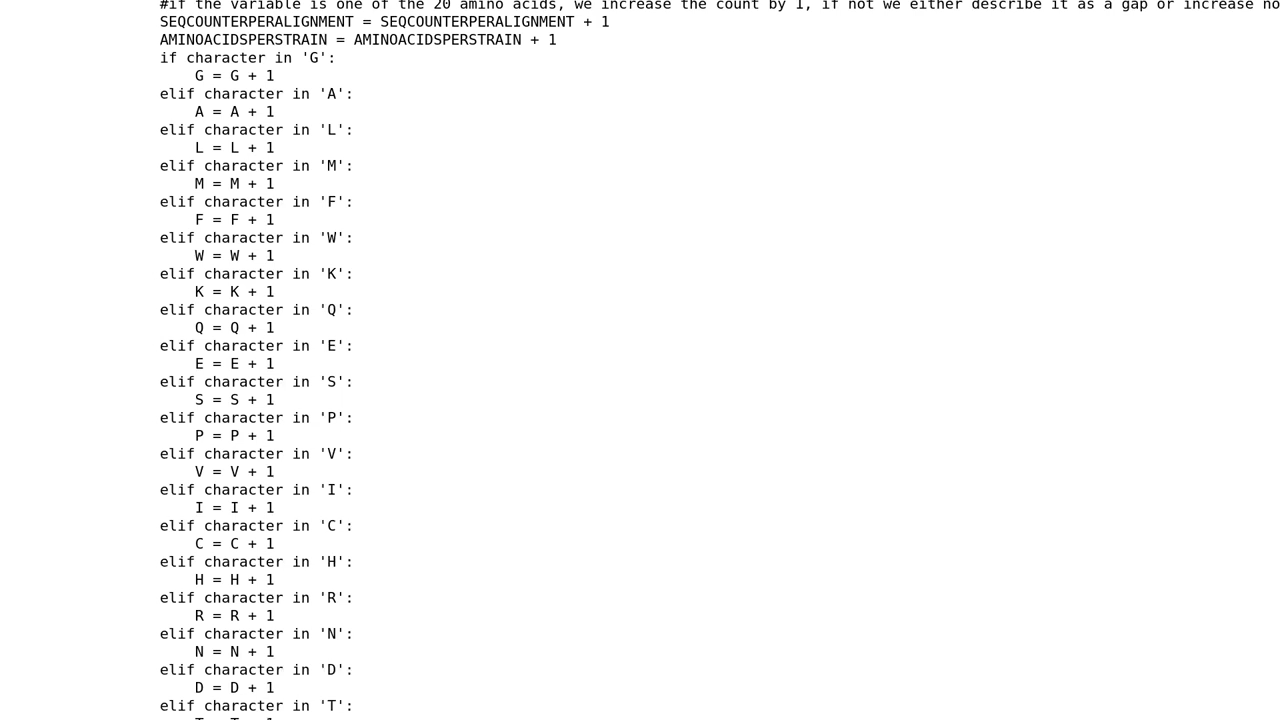 #if the variable is one of the 20 amino acids, we increase the count by 1, if not we either describe it as a gap or increase no
SEQCOUNTERPERALIGNMENT = SEQCOUNTERPERALIGNMENT + 1
AMINOACIDSPERSTRAIN = AMINOACIDSPERSTRAIN + 1
if character in 'G':
G = G + 1
elif character in 'A':
A = A + 1
elif character in 'L':
L = L + 1
elif character in 'M':
M = M + 1
elif character in 'F':
F = F + 1
elif character in 'W':
W = W + 1
elif character in 'K':
K = K + 1
elif character in 'Q':
Q = Q + 1
elif character in 'E':
E = E + 1
elif character in 'S':
S = S + 1
elif character in 'P':
P = P + 1
elif character in 'V':
V = V + 1
elif character in 'I':
I = I + 1
elif character in 'C':
C = C + 1
elif character in 'H':
H = H + 1
elif character in 'R':
R = R + 1
elif character in 'N':
N = N + 1
elif character in 'D':
D = D + 1
elif character in 'T':